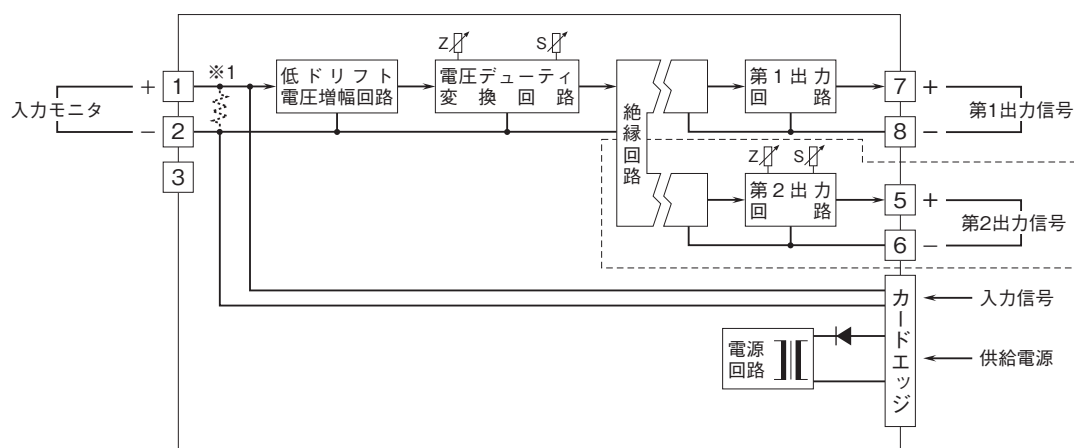 ※1
Z
S
低ドリフト
電圧増幅回路
電圧デューティ
変換回路
絶縁回路
第1出力
回路
入力モニタ
+
1
−
2
3
7
+
8
−
第1出力信号
Z
S
第2出力
回路
5
+
6
−
第2出力信号
カードエッジ
入力信号
供給電源
電源
回路